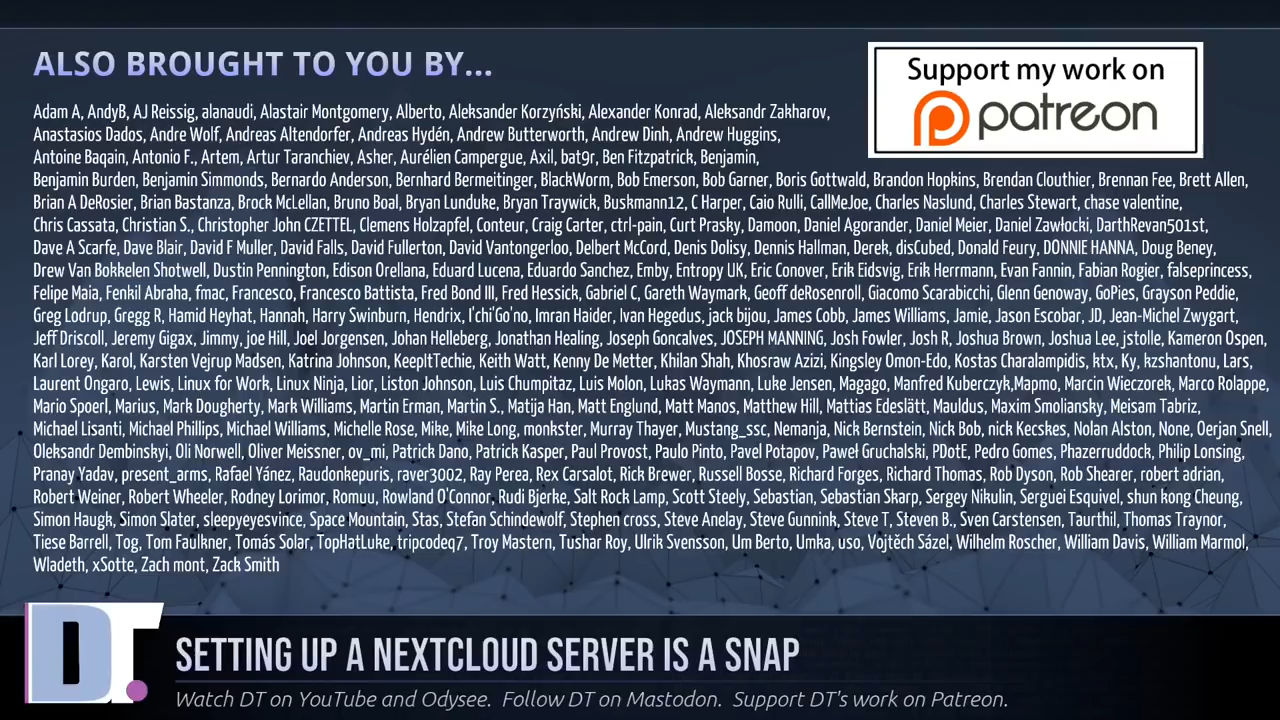 ALSO BROUGHT TO YOU BY...
Support my work on
patreon
Adam A, AndyB, AJ Reissig, alanaudi, Alastair Montgomery, Alberto, Aleksander Korzyński, Alexander Konrad, Aleksandr Zakharov,
Anastasios Dados, Andre Wolf, Andreas Altendorfer, Andreas Hydén, Andrew Butterworth, Andrew Dinh, Andrew Huggins,
Antoine Baqain, Antonio F., Artem, Artur Taranchiev, Asher, Aurélien Campergue, Axil, bat9r, Ben Fitzpatrick, Benjamin,
Benjamin Burden, Benjamin Simmonds, Bernardo Anderson, Bernhard Bermeitinger, BlackWorm, Bob Emerson, Bob Garner, Boris Gottwald, Brandon Hopkins, Brendan Clouthier, Brennan Fee, Brett Allen,
Brian A DeRosier, Brian Bastanza, Brock McLellan, Bruno Boal, Bryan Lunduke, Bryan Traywick, Buskmann12, C Harper, Caio Rulli, CallMeJoe, Charles Naslund, Charles Stewart, chase valentine,
Chris Cassata, Christian S., Christopher John CZETTEL, Clemens Holzapfel, Conteur, Craig Carter, ctrl-pain, Curt Prasky, Damoon, Daniel Agorander, Daniel Meier, Daniel Zawłocki, DarthRevan501st,
Dave A Scarfe, Dave Blair, David F Muller, David Falls, David Fullerton, David Vantongerloo, Delbert McCord, Denis Dolisy, Dennis Hallman, Derek, disCubed, Donald Feury, DONNIE HANNA, Doug Beney,
Drew Van Bokkelen Shotwell, Dustin Pennington, Edison Orellana, Eduard Lucena, Eduardo Sanchez, Emby, Entropy UK, Eric Conover, Erik Eidsvig, Erik Herrmann, Evan Fannin, Fabian Rogier, falseprincess,
Felipe Maia, Fenkil Abraha, fmac, Francesco, Francesco Battista, Fred Bond III, Fred Hessick, Gabriel C, Gareth Waymark, Geoff deRosenroll, Giacomo Scarabicchi, Glenn Genoway, GoPies, Grayson Peddie,
Greg Lodrup, Gregg R, Hamid Heyhat, Hannah, Harry Swinburn, Hendrix, I'chi'Go'no, Imran Haider, Ivan Hegedus, jack bijou, James Cobb, James Williams, Jamie, Jason Escobar, JD, Jean-Michel Zwygart,
Jeff Driscoll, Jeremy Gigax, Jimmy, joe Hill, Joel Jorgensen, Johan Helleberg, Jonathan Healing, Joseph Goncalves, JOSEPH MANNING, Josh Fowler, Josh R, Joshua Brown, Joshua Lee, jstolle, Kameron Ospen,
Karl Lorey, Karol, Karsten Vejrup Madsen, Katrina Johnson, KeepItTechie, Keith Watt, Kenny De Metter, Khilan Shah, Khosraw Azizi, Kingsley Omon-Edo, Kostas Charalampidis, ktx, Ky, kzshantonu, Lars,
Laurent Ongaro, Lewis, Linux for Work, Linux Ninja, Lior, Liston Johnson, Luis Chumpitaz, Luis Molon, Lukas Waymann, Luke Jensen, Magago, Manfred Kuberczyk,Mapmo, Marcin Wieczorek, Marco Rolappe,
Mario Spoerl, Marius, Mark Dougherty, Mark Williams, Martin Erman, Martin S., Matija Han, Matt Englund, Matt Manos, Matthew Hill, Mattias Edeslätt, Mauldus, Maxim Smoliansky, Meisam Tabriz,
Michael Lisanti, Michael Phillips, Michael Williams, Michelle Rose, Mike, Mike Long, monkster, Murray Thayer, Mustang_ssc, Nemanja, Nick Bernstein, Nick Bob, nick Kecskes, Nolan Alston, None, Oerjan Snell,
Oleksandr Dembinskyi, Oli Norwell, Oliver Meissner, ov_mi, Patrick Dano, Patrick Kasper, Paul Provost, Paulo Pinto, Pavel Potapov, Paweł Gruchalski, PDotE, Pedro Gomes, Phazerruddock, Philip Lonsing,
Pranay Yadav, present_arms, Rafael Yánez, Raudonkepuris, raver3002, Ray Perea, Rex Carsalot, Rick Brewer, Russell Bosse, Richard Forges, Richard Thomas, Rob Dyson, Rob Shearer, robert adrian,
Robert Weiner, Robert Wheeler, Rodney Lorimor, Romuu, Rowland O'Connor, Rudi Bjerke, Salt Rock Lamp, Scott Steely, Sebastian, Sebastian Skarp, Sergey Nikulin, Serguei Esquivel, shun kong Cheung,
Simon Haugk, Simon Slater, sleepyeyesvince, Space Mountain, Stas, Stefan Schindewolf, Stephen cross, Steve Anelay, Steve Gunnink, Steve T, Steven B., Sven Carstensen, Taurthil, Thomas Traynor,
Tiese Barrell, Tog, Tom Faulkner, Tomás Solar, TopHatLuke, tripcodeq7, Troy Mastern, Tushar Roy, Ulrik Svensson, Um Berto, Umka, uso, Vojtěch Sázel, Wilhelm Roscher, William Davis, William Marmol,
Wladeth, xSotte, Zach mont, Zack Smith
DT.
SETTING UP A NEXTCLOUD SERVER IS A SNAP
Watch DT on YouTube and Odysee. Follow DT on Mastodon. Support DT's work on Patreon.